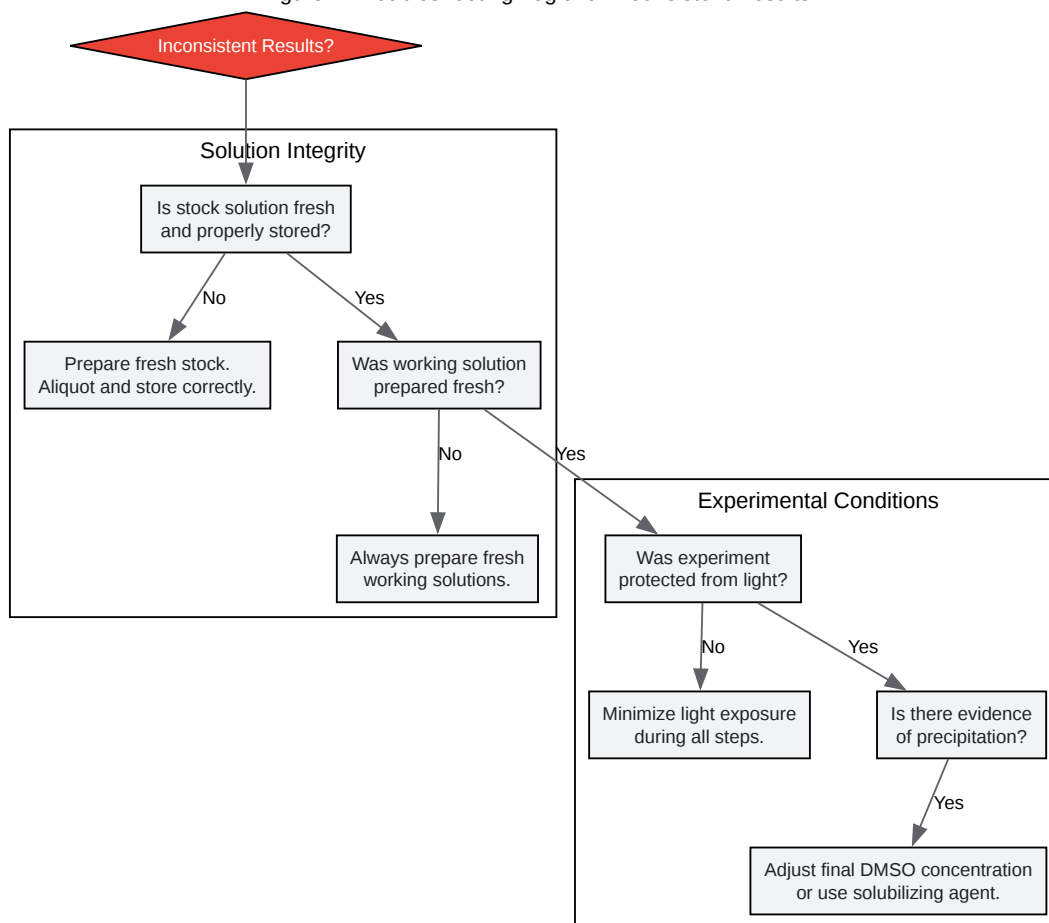 Inconsistent Results?
Solution Integrity
Is stock solution fresh
and properly stored?
No
Yes
Prepare fresh stock.
Aliquot and store correctly.
Was working solution
prepared fresh?
No
Yes
Always prepare fresh
working solutions.
Experimental Conditions
Was experiment
protected from light?
No
Yes
Minimize light exposure
during all steps.
Is there evidence
of precipitation?
Yes
Adjust final DMSO concentration
or use solubilizing agent.